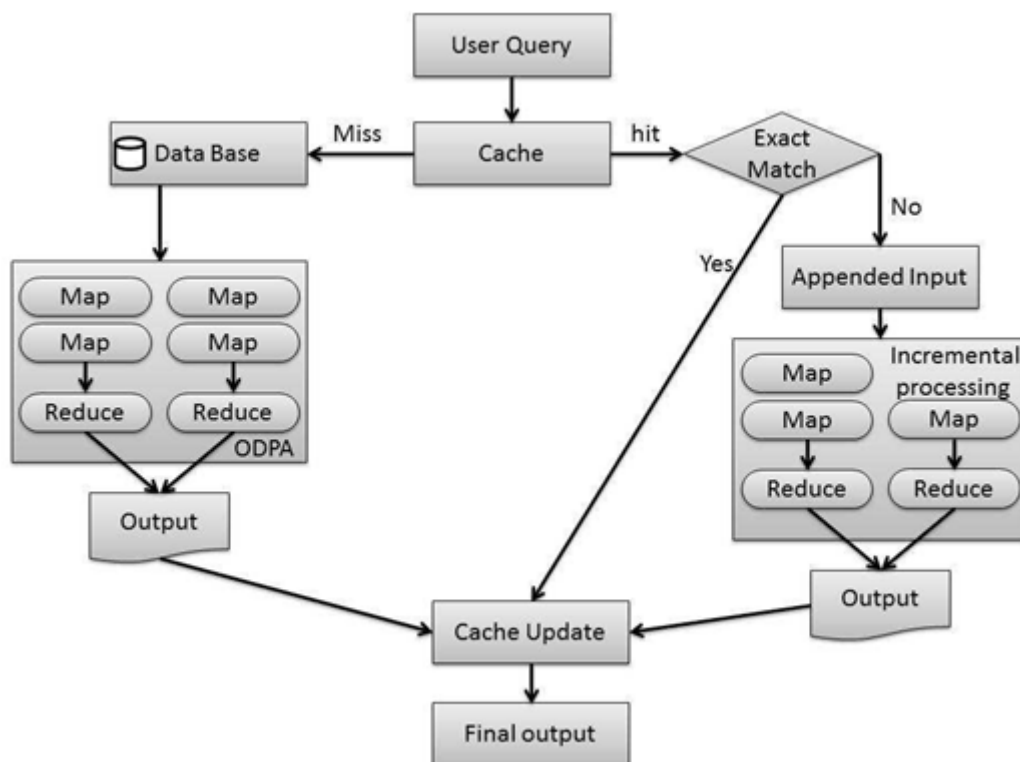 User Query
Data Base
Miss
Cache
hit
Exact
Match
No
Yes
Appended Input
Map
Map
Map
Map
Reduce
Reduce
ODPA
Incremental
processing
Map
Map
Map
Reduce
Reduce
Output
Output
Cache Update
Final output